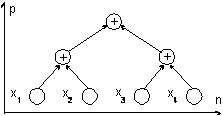 p
+
+ +
x1 x2 x3 x4 n